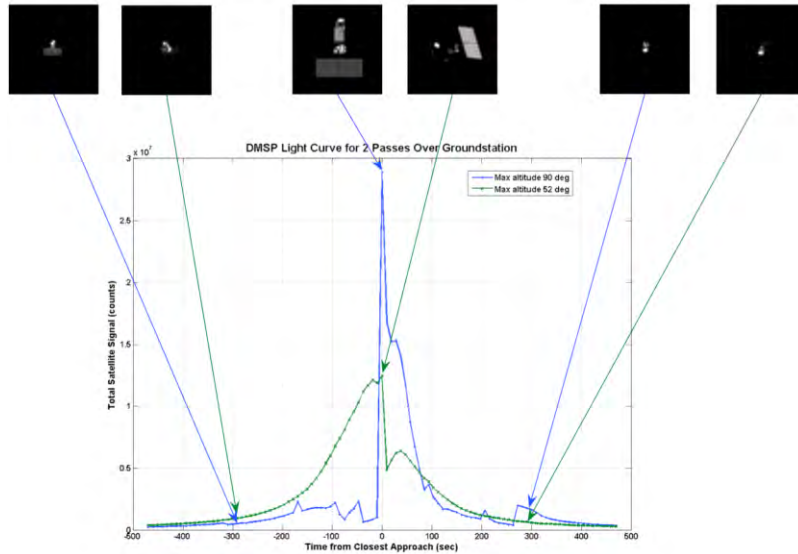 DMSP Light Curve for 2 Passes Over Groundstation
x 10^7
Max altitude 90 deg
Max altitude 52 deg
3
2.5
2
1.5
1
0.5
0
Total Satellite Signal (counts)
-500 -400 -300 -200 -100 0 100 200 300 400 500
Time from Closest Approach (sec)